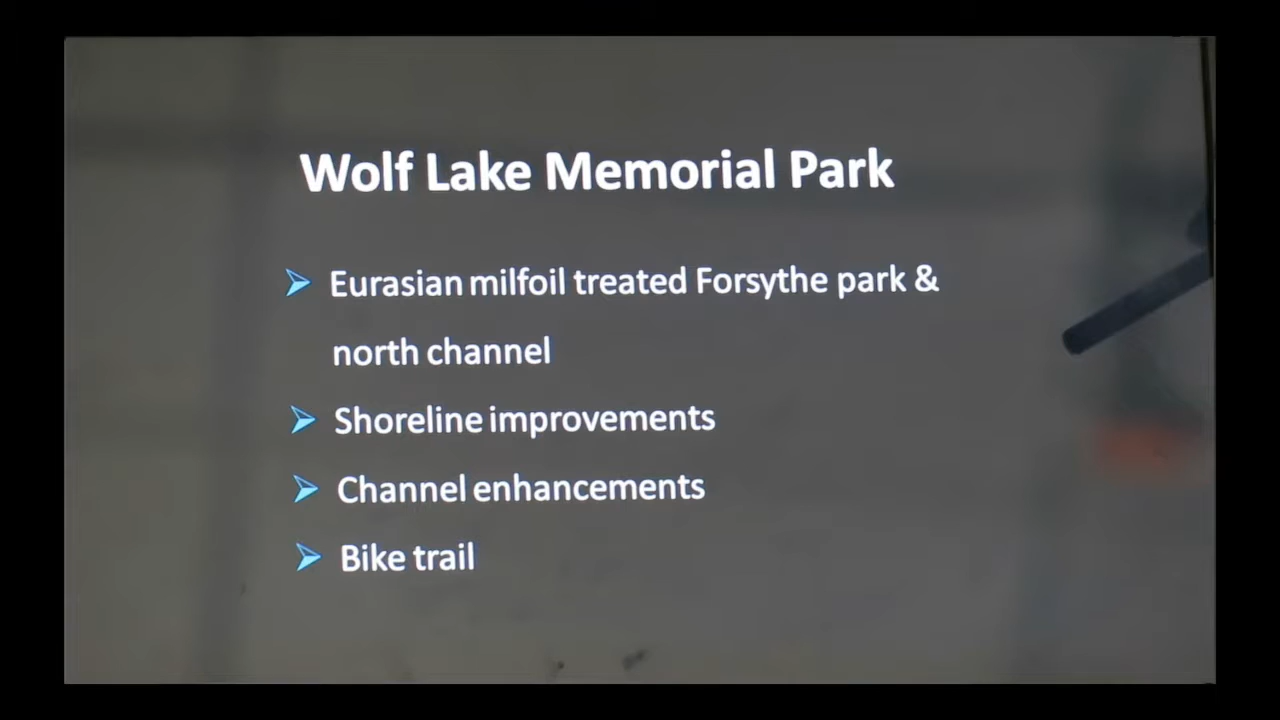 Wolf Lake Memorial Park
Eurasian milfoil treated Forsythe park &
north channel
Shoreline improvements
Channel enhancements
Bike trail